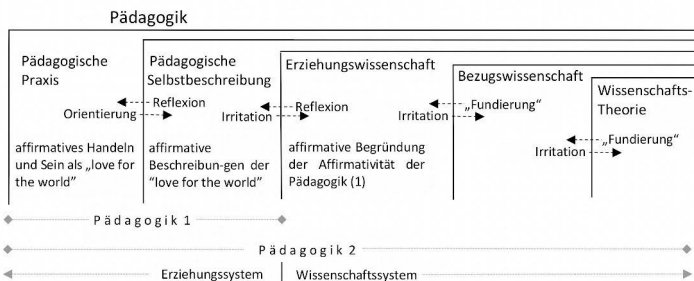 Pädagogik
Pädagogische
Praxis
Pädagogische
Selbstbeschreibung
Erziehungswissenschaft
Bezugswissenschaft
Wissenschafts-
Theorie
Reflexion
Orientierung
Reflexion
Irritation
„Fundierung“
Irritation
„Fundierung“
Irritation
affirmatives Handeln
und Sein als „love for
the world”
affirmative
Beschreibun-gen der
“love for the world”
affirmative Begründung
der Affirmativität der
Pädagogik (1)
Pädagogik 1
Pädagogik 2
Erziehungssystem
Wissenschaftssystem